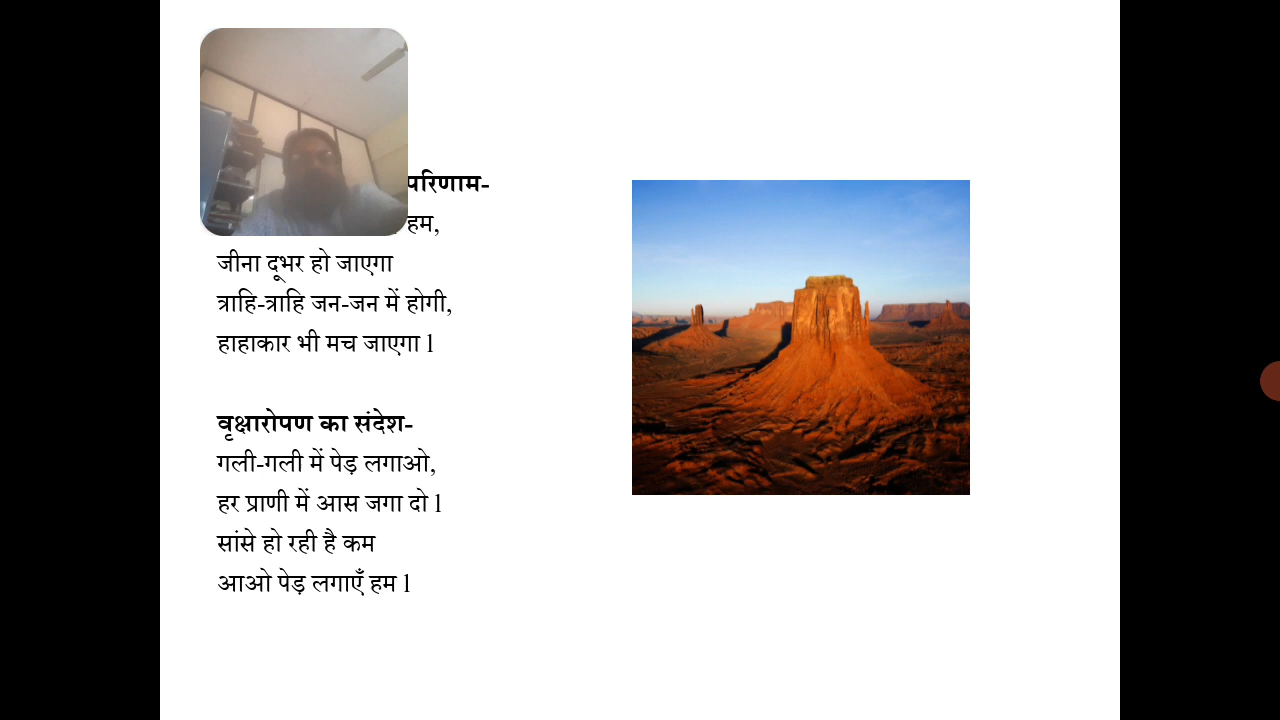 परिणाम-
हम,
जीना दूभर हो जाएगा
त्राहि-त्राहि जन-जन में होगी,
हाहाकार भी मच जाएगा l
वृक्षारोपण का संदेश-
गली-गली में पेड़ लगाओ,
हर प्राणी में आस जगा दो l
सांसे हो रही है कम
आओ पेड़ लगाएँ हम l